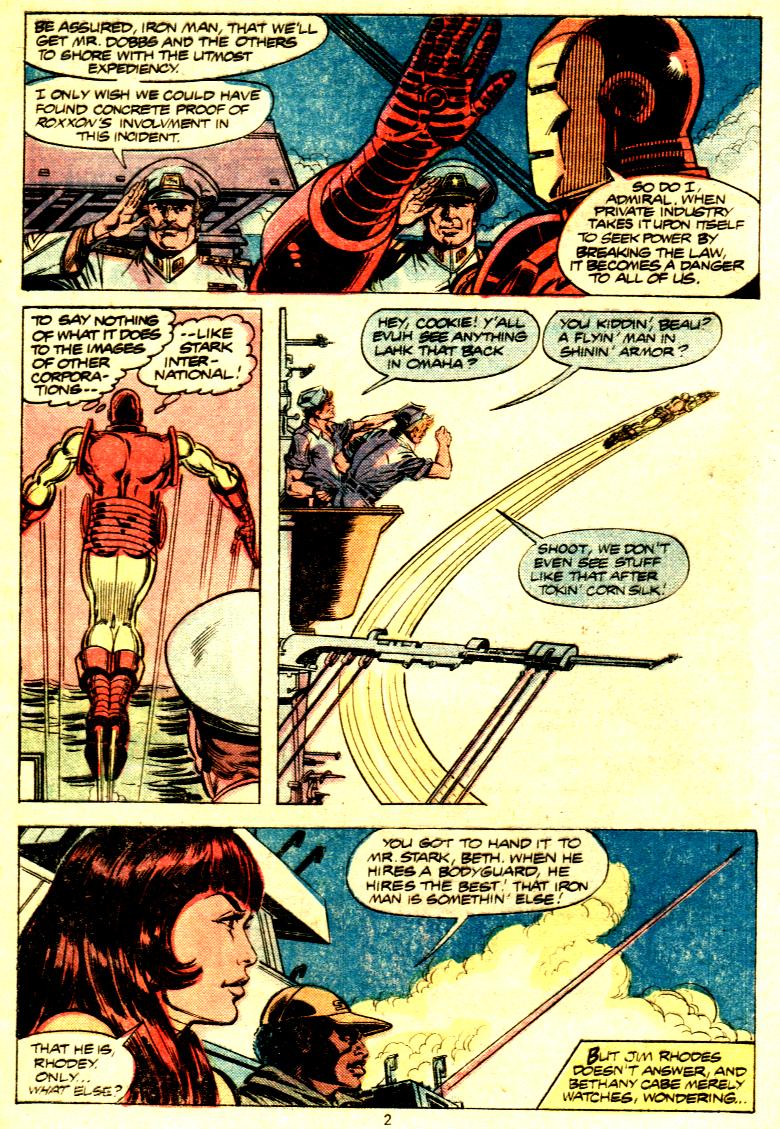 BE ASSURED, IRON MAN, THAT WE'LL
GET MR. DOBBS AND THE OTHERS
TO SHORE WITH THE UTMOST
EXPEDIENCY.
I ONLY WISH WE COULD HAVE
FOUND CONCRETE PROOF OF
ROXXON'S INVOLVMENT IN
THIS INCIDENT.
SO DO I,
ADMIRAL. WHEN
PRIVATE INDUSTRY
TAKES IT UPON ITSELF
TO SEEK POWER BY
BREAKING THE LAW,
IT BECOMES A DANGER
TO ALL OF US.
TO SAY NOTHING
OF WHAT IT DOES
TO THE IMAGES
OF OTHER
CORPORA-
TIONS--
--LIKE
STARK
INTER-
NATIONAL!
HEY, COOKIE! Y'ALL
EVUH SEE ANYTHING
LAHK THAT BACK
IN OMAHA?
YOU KIDDIN', BEAU?
A FLYIN' MAN IN
SHININ' ARMOR?
SHOOT, WE DON'T
EVEN SEE STUFF
LIKE THAT AFTER
TOKIN' CORN SILK!
YOU GOT TO HAND IT TO
MR. STARK, BETH. WHEN HE
HIRES A BODYGUARD, HE
HIRES THE BEST! THAT IRON
MAN IS SOMETHIN' ELSE!
THAT HE IS,
RHODEY.
ONLY...
WHAT ELSE?
BUT JIM RHODES
DOESN'T ANSWER, AND
BETHANY CABE MERELY
WATCHES, WONDERING...
2